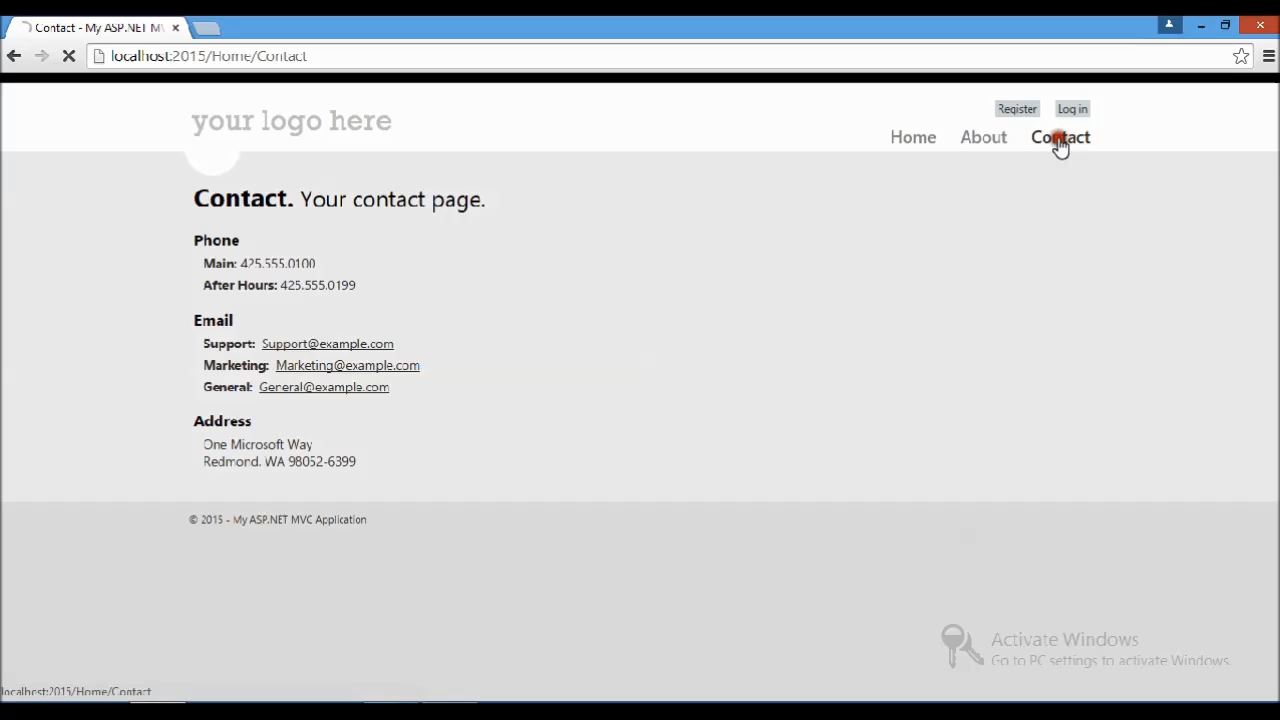 Contact - My ASP.NET MV
localhost:2015/Home/Contact
your logo here
Register Log in
Home About Contact
Contact. Your contact page.
Phone
Main: 425.555.0100
After Hours: 425.555.0199
Email
Support: Support@example.com
Marketing: Marketing@example.com
General: General@example.com
Address
One Microsoft Way
Redmond, WA 98052-6399
© 2015 - My ASP.NET MVC Application
Activate Windows
Go to PC settings to activate Windows.
localhost:2015/Home/Contact